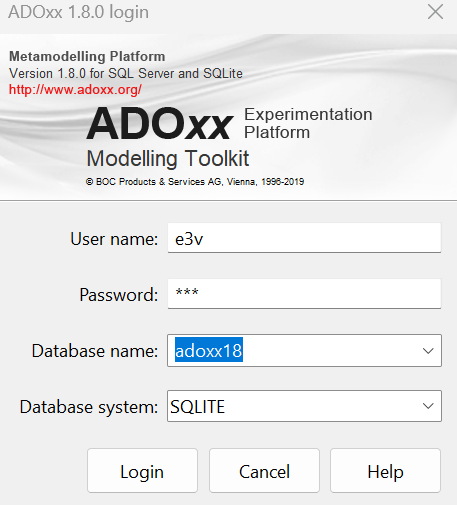 ADOxx 1.8.0 login
Metamodelling Platform
Version 1.8.0 for SQL Server and SQLite
http://www.adoxx.org/
ADOxx Experimentation Platform
Modelling Toolkit
© BOC Products & Services AG, Vienna, 1996-2019
User name: e3v
Password: ***
Database name: adoxx18
Database system: SQLITE
Login Cancel Help